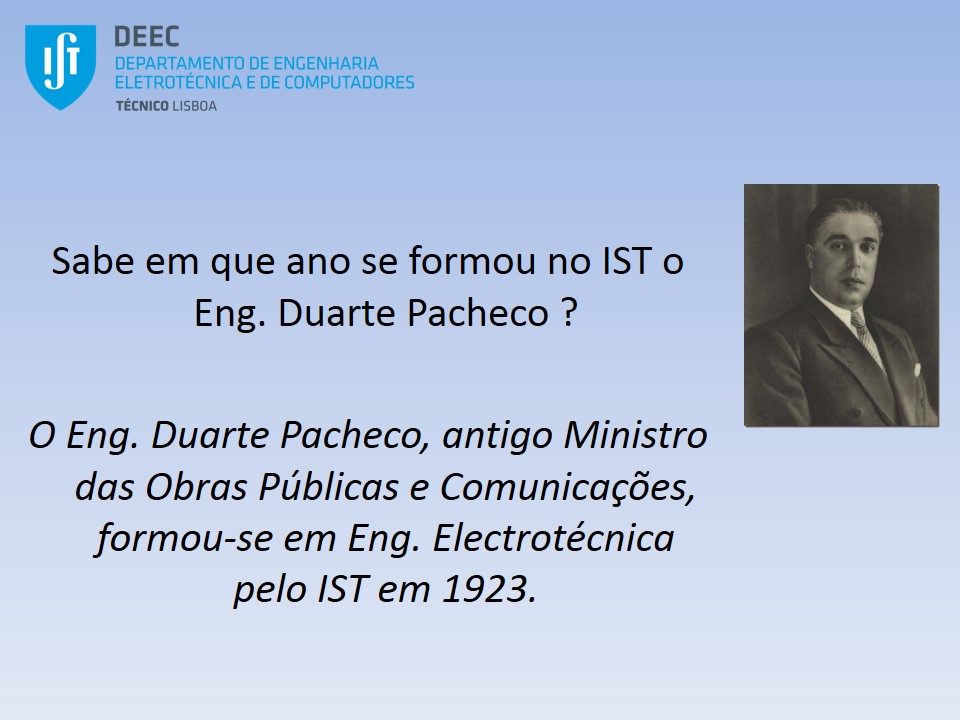 IST
DEEC
DEPARTAMENTO DE ENGENHARIA
ELETROTÉCNICA E DE COMPUTADORES
TÉCNICO LISBOA
Sabe em que ano se formou no IST o
Eng. Duarte Pacheco ?
O Eng. Duarte Pacheco, antigo Ministro
das Obras Públicas e Comunicações,
formou-se em Eng. Electrotécnica
pelo IST em 1923.